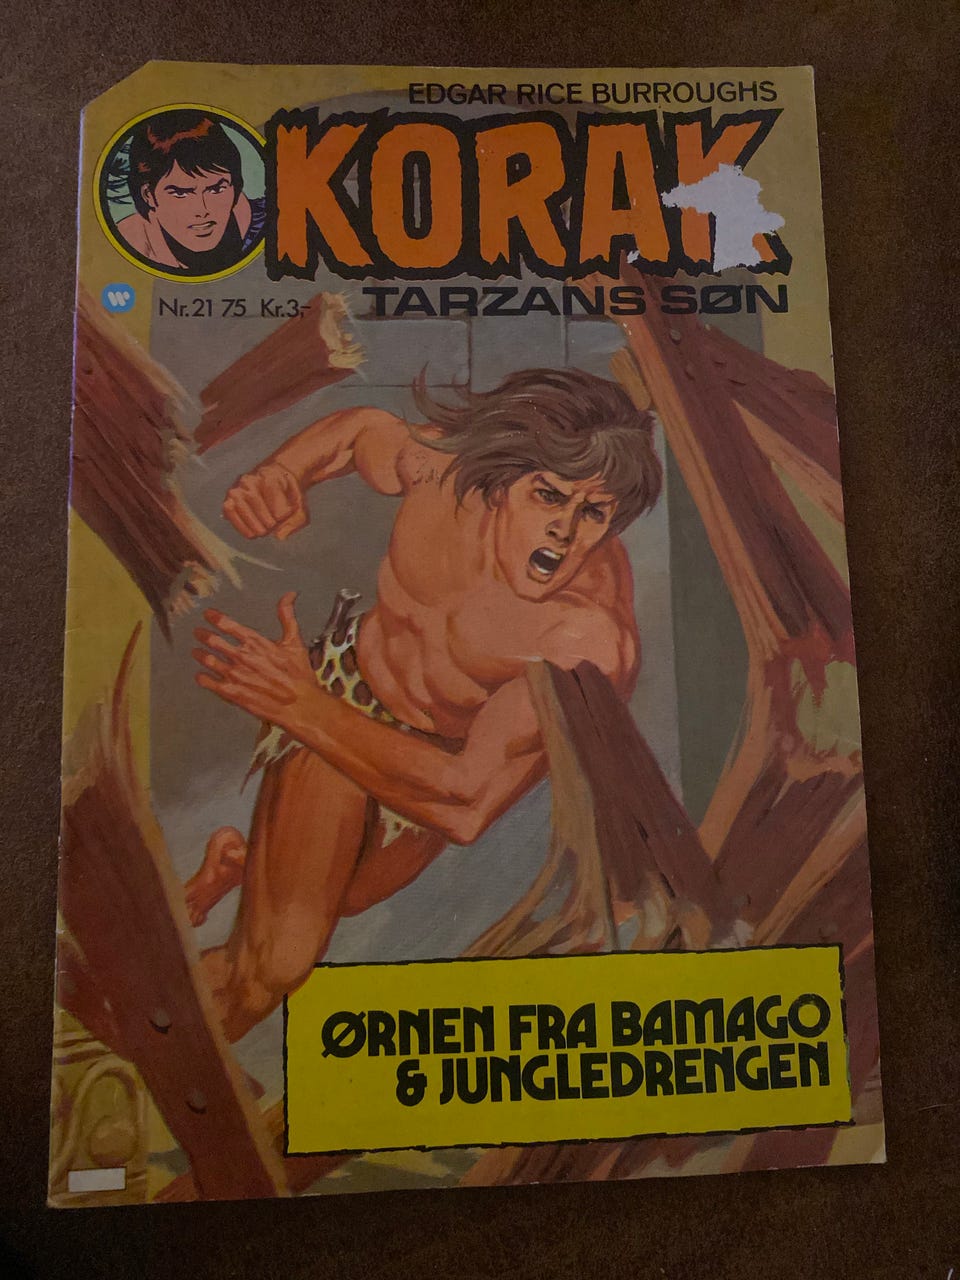 EDGAR RICE BURROUGHS
KORAK
TARZANS SØN
Nr.21 75 Kr.3,-
ØRNEN FRA BAMAGO
& JUNGLEDRENGEN